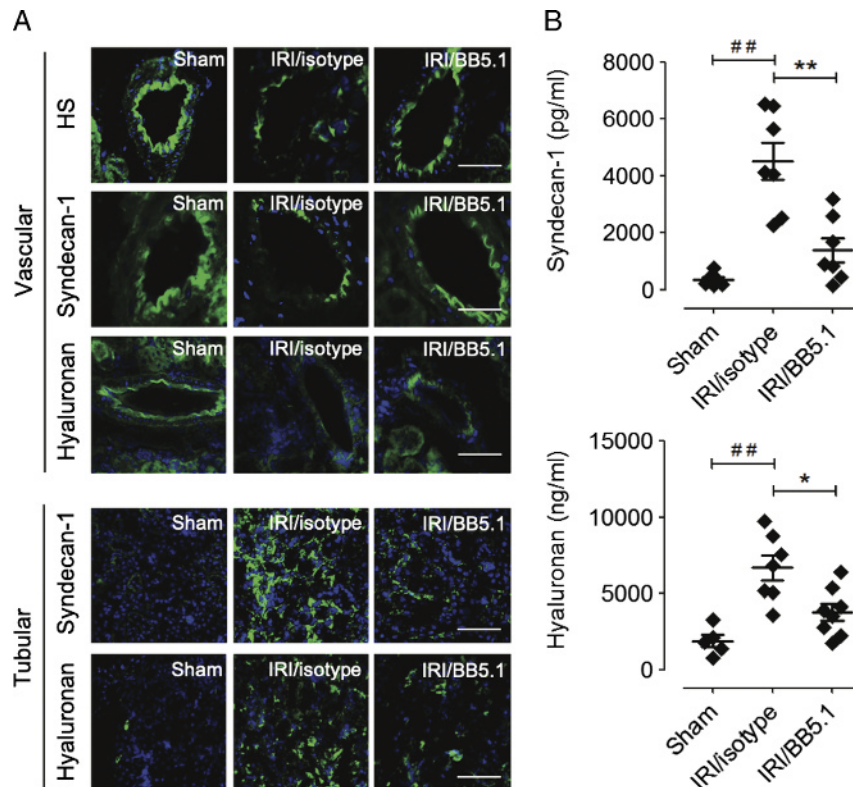 A
Vascular
HS
Sham
IRI/isotype
IRI/BB5.1
Syndecan-1
Sham
IRI/isotype
IRI/BB5.1
Hyaluronan
Sham
IRI/isotype
IRI/BB5.1
Tubular
Syndecan-1
Sham
IRI/isotype
IRI/BB5.1
Hyaluronan
Sham
IRI/isotype
IRI/BB5.1
B
Syndecan-1 (pg/ml)
8000
6000
4000
2000
0
##
**
Sham
IRI/isotype
IRI/BB5.1
Hyaluronan (ng/ml)
15000
10000
5000
0
##
*
Sham
IRI/isotype
IRI/BB5.1